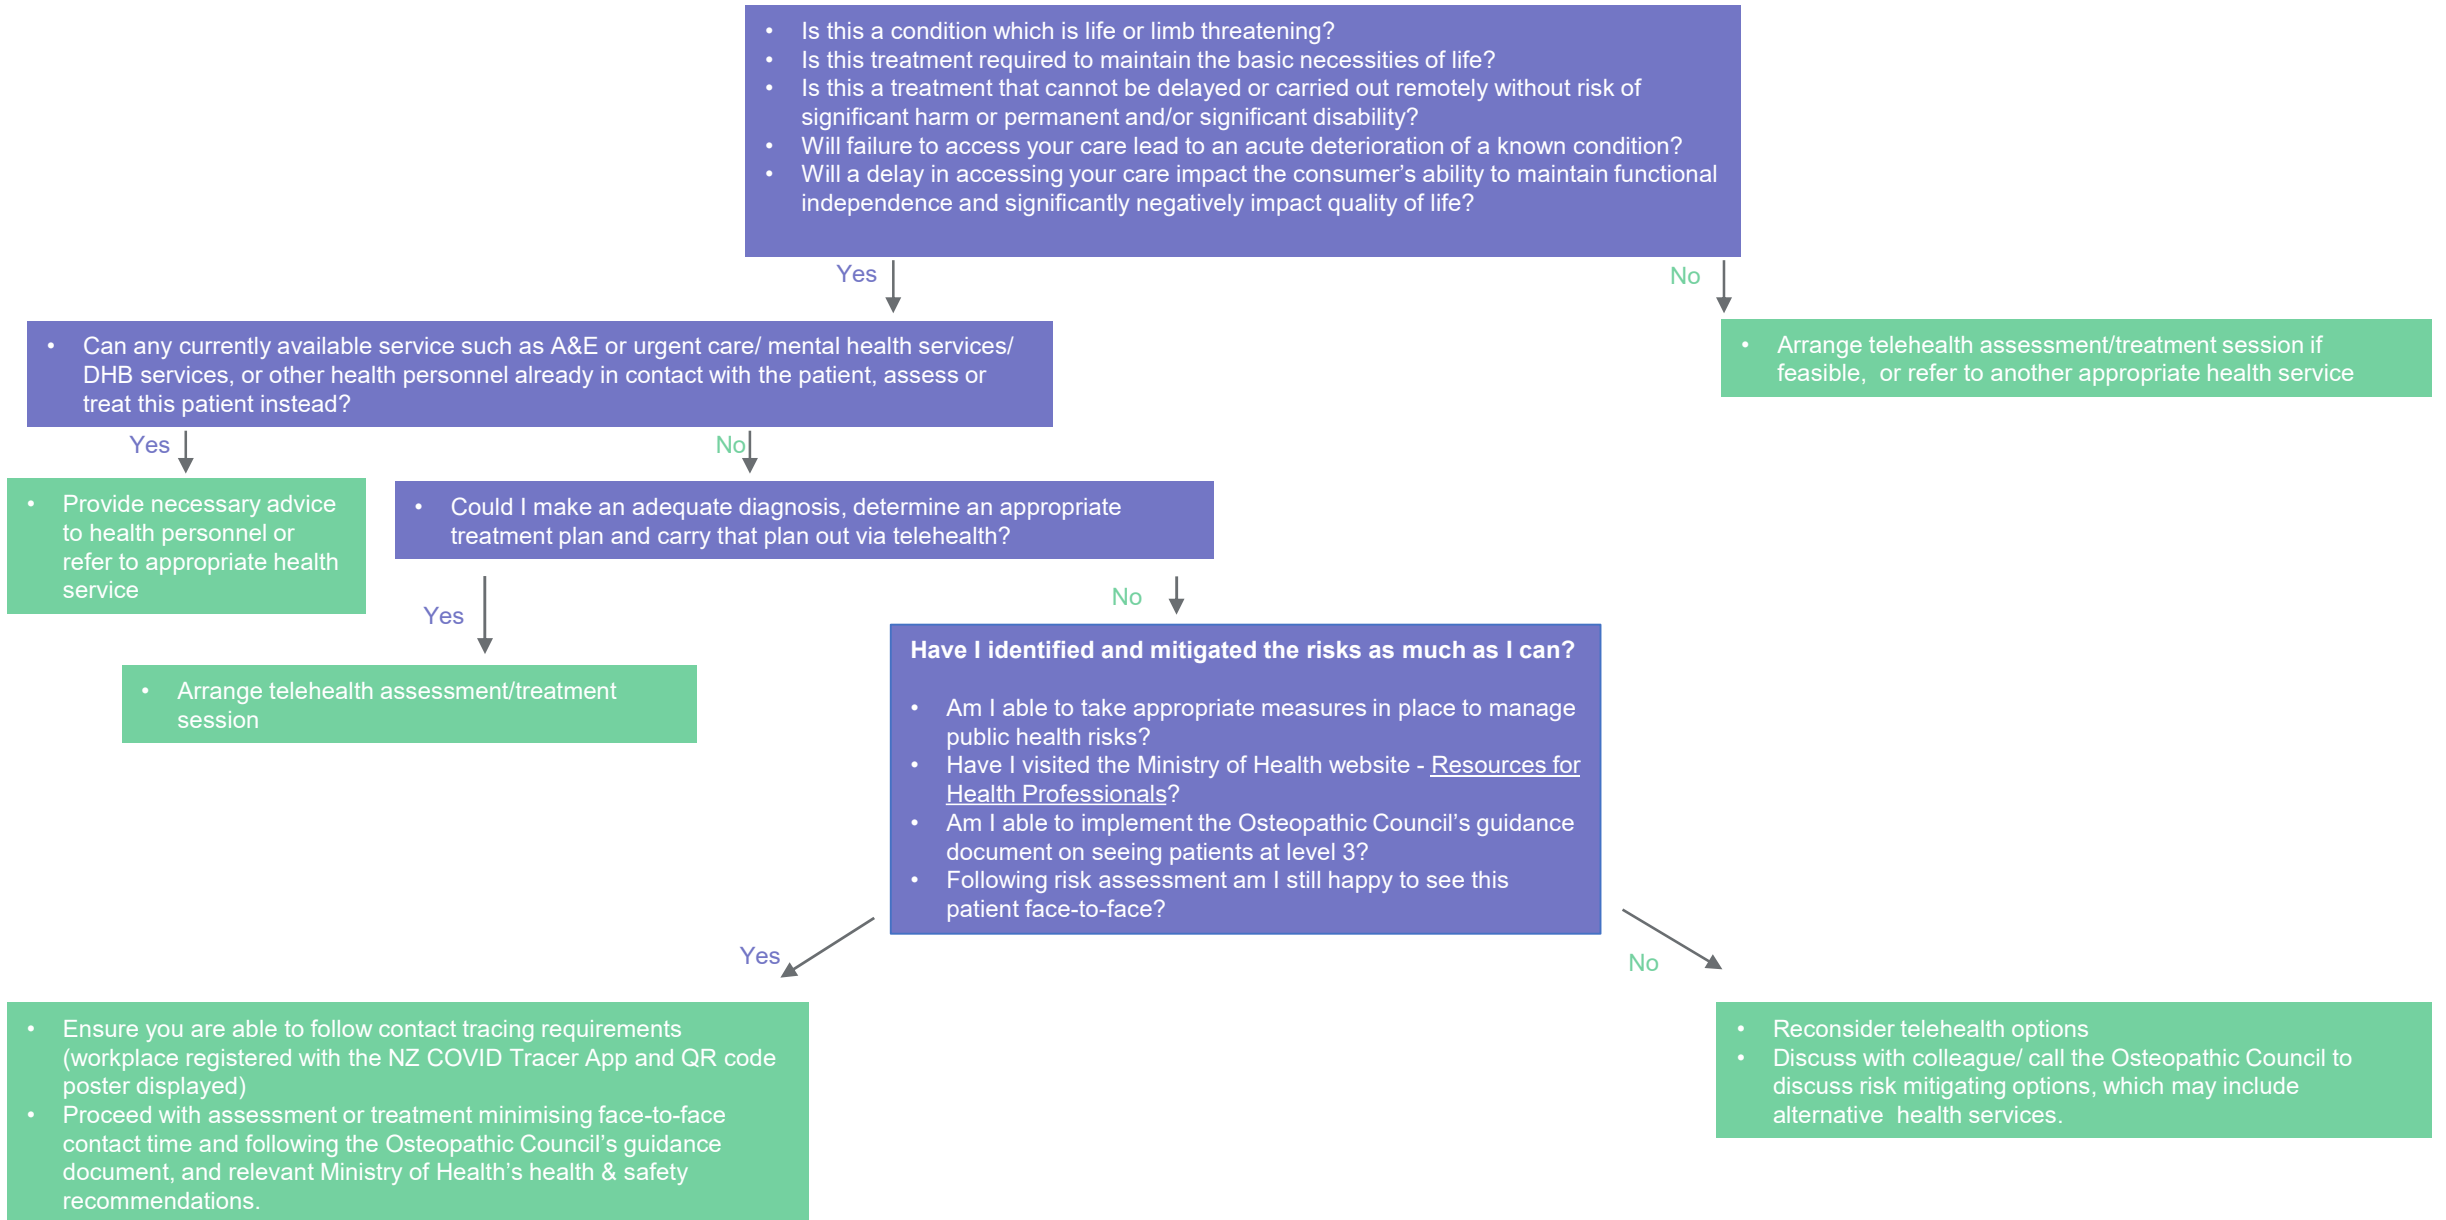 • Is this a condition which is life or limb threatening?
• Is this treatment required to maintain the basic necessities of life?
• Is this a treatment that cannot be delayed or carried out remotely without risk of
significant harm or permanent and/or significant disability?
• Will failure to access your care lead to an acute deterioration of a known condition?
• Will a delay in accessing your care impact the consumer’s ability to maintain functional
independence and significantly negatively impact quality of life?
Yes
No
• Can any currently available service such as A&E or urgent care/ mental health services/
DHB services, or other health personnel already in contact with the patient, assess or
treat this patient instead?
• Arrange telehealth assessment/treatment session if
feasible,  or refer to another appropriate health service
Yes
No
• Provide necessary advice
to health personnel or
refer to appropriate health
service
• Could I make an adequate diagnosis, determine an appropriate
treatment plan and carry that plan out via telehealth?
Yes
No
• Arrange telehealth assessment/treatment
session
Have I identified and mitigated the risks as much as I can?
• Am I able to take appropriate measures in place to manage
public health risks?
• Have I visited the Ministry of Health website - Resources for
Health Professionals?
• Am I able to implement the Osteopathic Council’s guidance
document on seeing patients at level 3?
• Following risk assessment am I still happy to see this
patient face-to-face?
Yes
No
• Ensure you are able to follow contact tracing requirements
(workplace registered with the NZ COVID Tracer App and QR code
poster displayed)
• Proceed with assessment or treatment minimising face-to-face
contact time and following the Osteopathic Council’s guidance
document, and relevant Ministry of Health’s health & safety
recommendations.
• Reconsider telehealth options
• Discuss with colleague/ call the Osteopathic Council to
discuss risk mitigating options, which may include
alternative  health services.